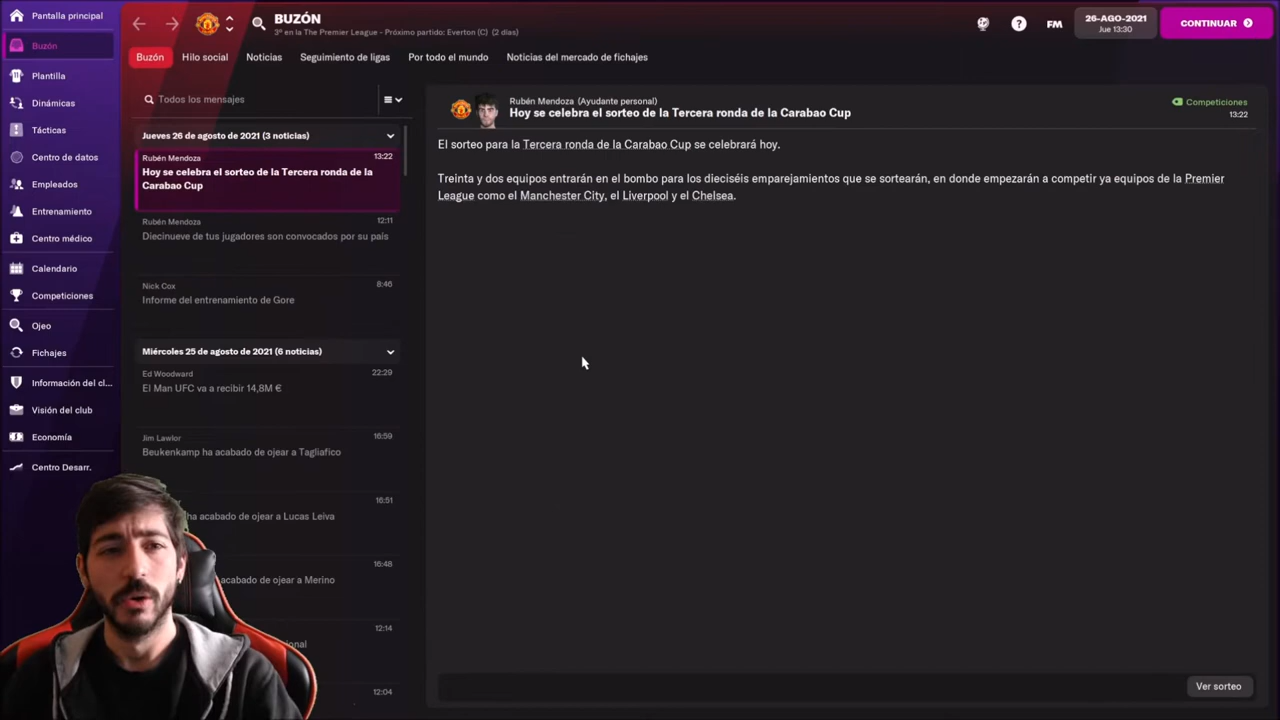 Pantalla principal
Buzón
Plantilla
Dinámicas
Tácticas
Centro de datos
Empleados
Entrenamiento
Centro médico
Calendario
Competiciones
Ojeo
Fichajes
Información del cl...
Visión del club
Economía
Centro Desarr.
BUZÓN
3º en la The Premier League - Próximo partido: Everton (C) (2 días)
FM
26-AGO-2021
Jue 13:30
CONTINUAR
Buzón
Hilo social
Noticias
Seguimiento de ligas
Por todo el mundo
Noticias del mercado de fichajes
Todos los mensajes
Jueves 26 de agosto de 2021 (3 noticias)
Rubén Mendoza
13:22
Hoy se celebra el sorteo de la Tercera ronda de la
Carabao Cup
Rubén Mendoza
12:11
Diecinueve de tus jugadores son convocados por su país
Nick Cox
8:46
Informe del entrenamiento de Gore
Miércoles 25 de agosto de 2021 (6 noticias)
Ed Woodward
22:29
El Man UFC va a recibir 14,8M €
Jim Lawlor
16:59
Beukenkamp ha acabado de ojear a Tagliafico
16:51
ha acabado de ojear a Lucas Leiva
16:48
acabado de ojear a Merino
12:14
12:04
Rubén Mendoza (Ayudante personal)
Hoy se celebra el sorteo de la Tercera ronda de la Carabao Cup
Competiciones
13:22
El sorteo para la Tercera ronda de la Carabao Cup se celebrará hoy.
Treinta y dos equipos entrarán en el bombo para los dieciséis emparejamientos que se sortearán, en donde empezarán a competir ya equipos de la Premier
League como el Manchester City, el Liverpool y el Chelsea.
Ver sorteo